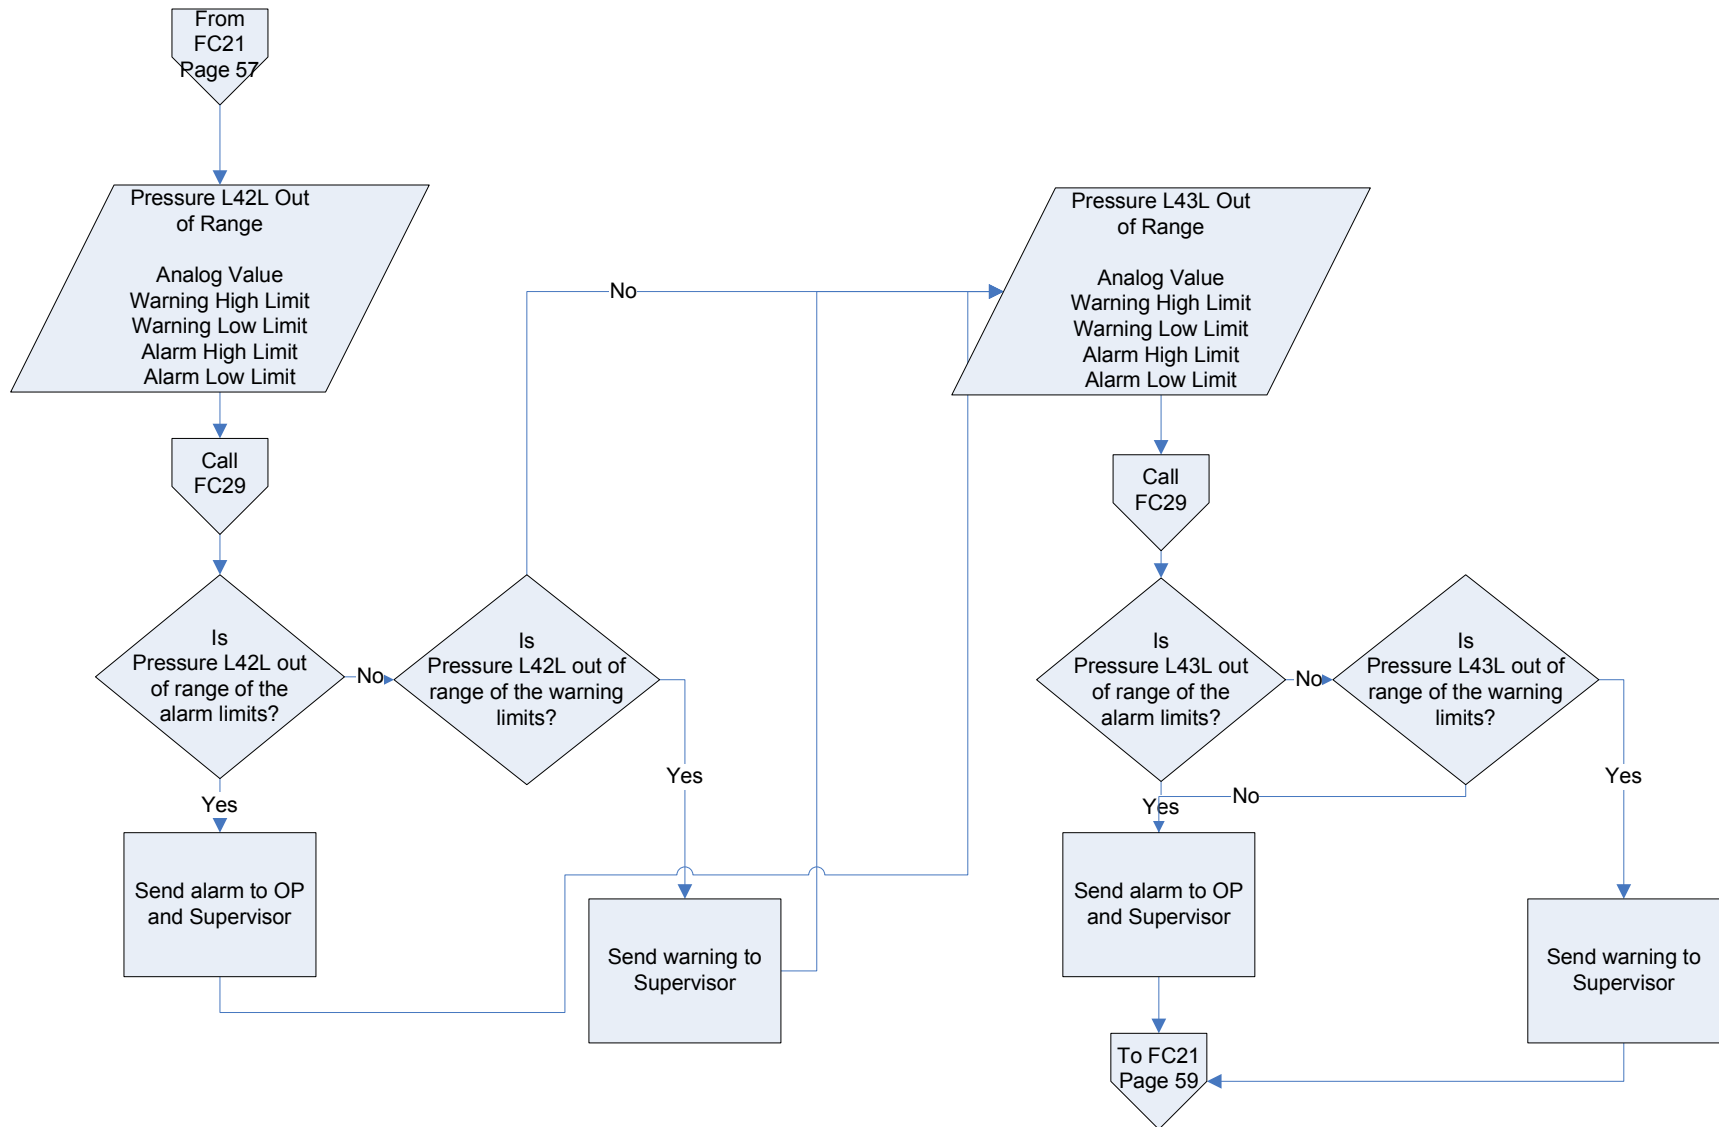 From
FC21
Page 57
Pressure L42L Out
of Range
Analog Value
Warning High Limit
Warning Low Limit
Alarm High Limit
Alarm Low Limit
Call
FC29
Is
Pressure L42L out
of range of the
alarm limits?
No
Is
Pressure L42L out of
range of the warning
limits?
No
Yes
Send alarm to OP
and Supervisor
Yes
Send warning to
Supervisor
Pressure L43L Out
of Range
Analog Value
Warning High Limit
Warning Low Limit
Alarm High Limit
Alarm Low Limit
Call
FC29
Is
Pressure L43L out
of range of the
alarm limits?
No
Is
Pressure L43L out of
range of the warning
limits?
Yes
No
Yes
Send alarm to OP
and Supervisor
Send warning to
Supervisor
To FC21
Page 59